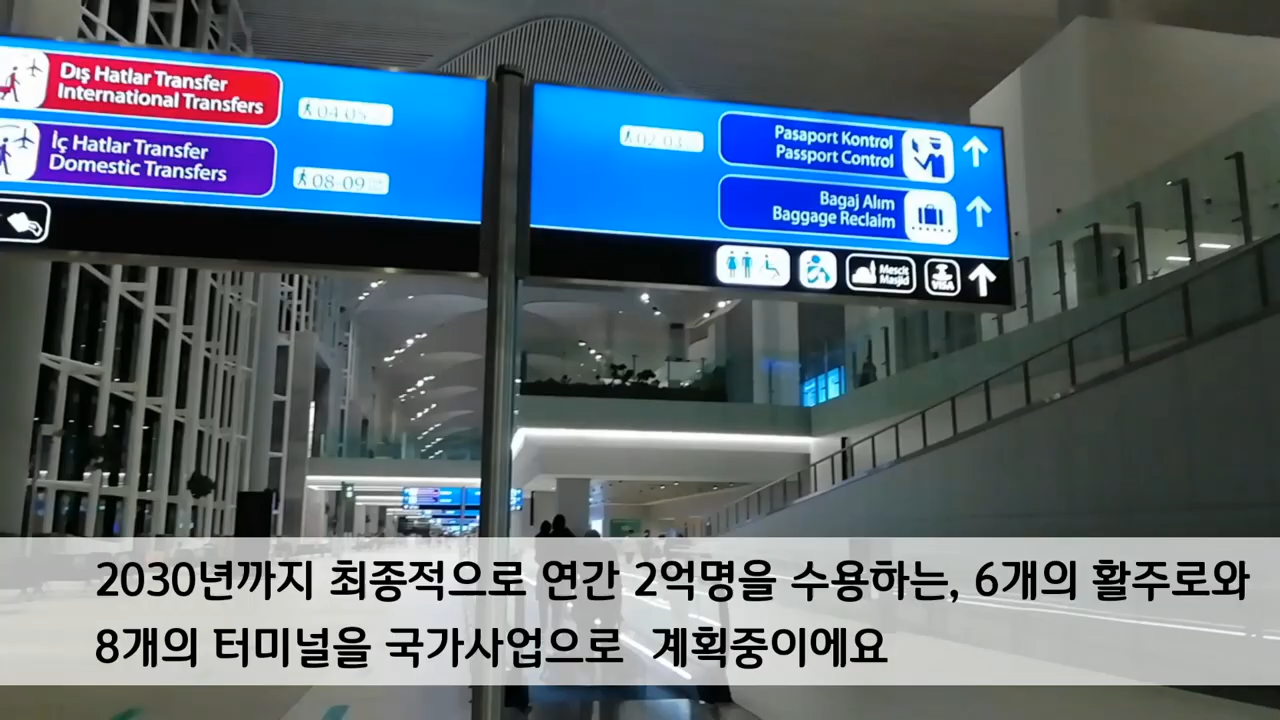 Dış Hatlar Transfer
International Transfers
04-05
İç Hatlar Transfer
Domestic Transfers
08-09
02-03
Pasaport Kontrol
Passport Control
Bagaj Alım
Baggage Reclaim
Mescit
Masjid
VISA
2030년까지 최종적으로 연간 2억명을 수용하는, 6개의 활주로와
8개의 터미널을 국가사업으로 계획중이에요